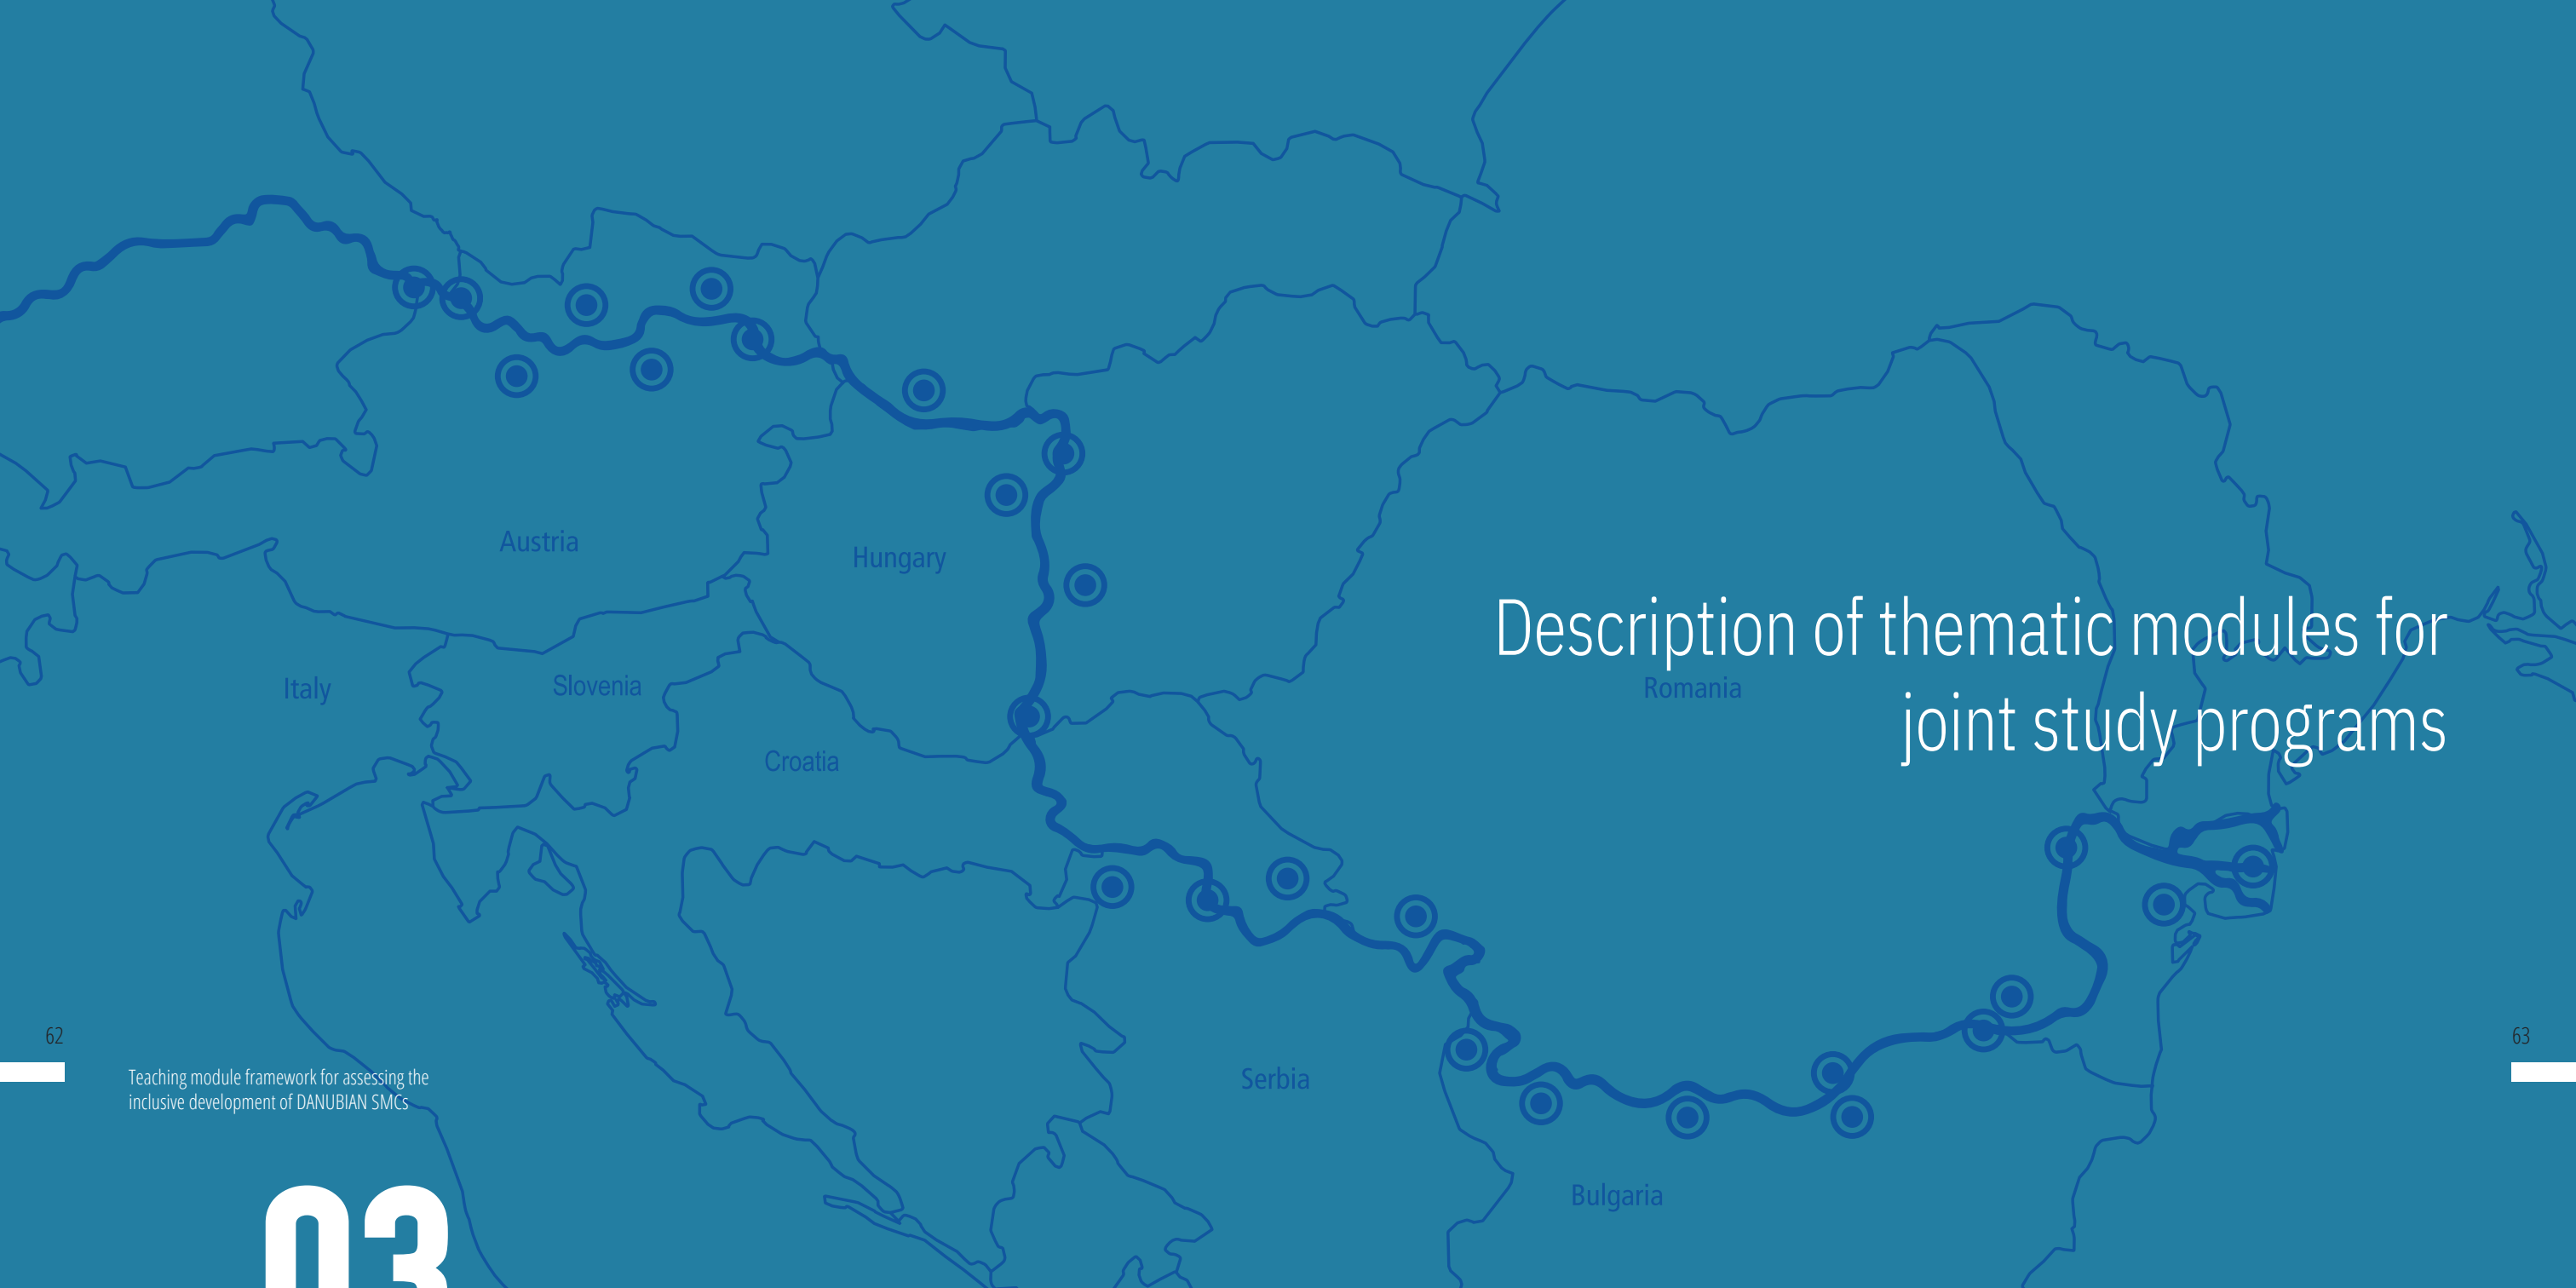 Austria
Hungary
Description of thematic modules for
Romania
Italy
Slovenia
joint study programs
Croatia
62
63
Teaching module framework for assessing the
inclusive development of DANUBIAN SMCs
Serbia
Bulgaria
03